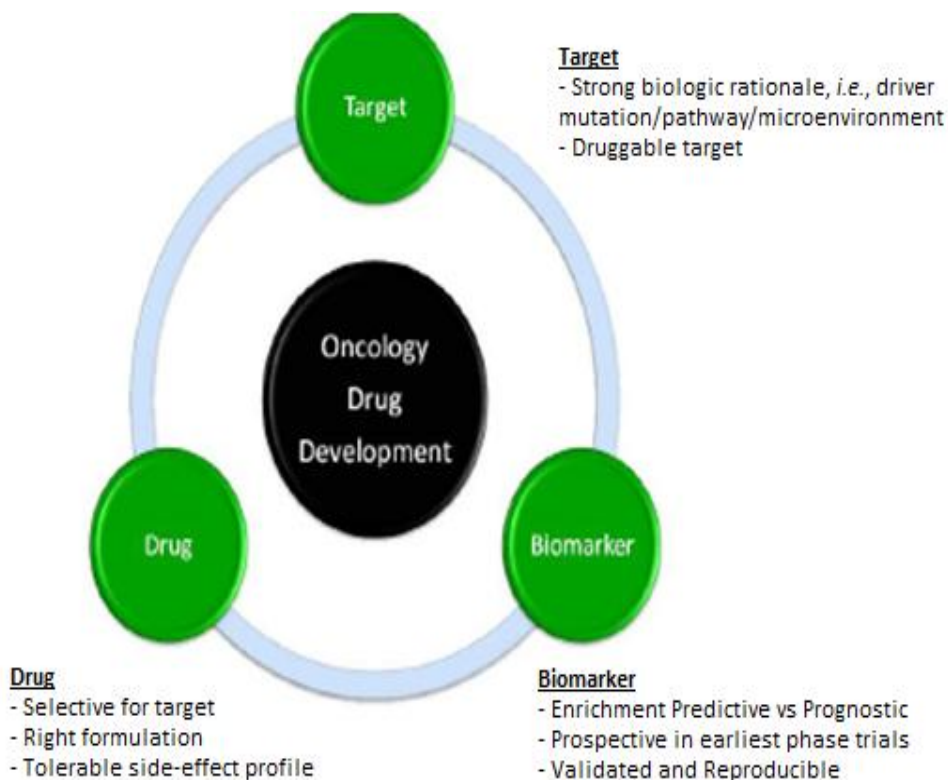 Target
Target
- Strong biologic rationale, i.e., driver
mutation/pathway/microenvironment
- Druggable target
Oncology
Drug
Development
Drug
Biomarker
Drug
- Selective for target
- Right formulation
- Tolerable side-effect profile
Biomarker
- Enrichment Predictive vs Prognostic
- Prospective in earliest phase trials
- Validated and Reproducible